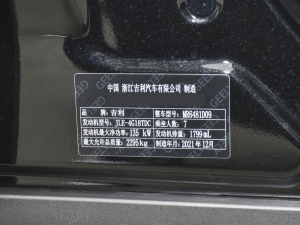 中国 浙江吉利汽车有限公司 制造
品牌 吉利 整车型号 MR6481D09
发动机型号 JLE-4G18TDC 乘坐人数 7
发动机最大净功率 135 kW 发动机排量 1799mL
最大允许总质量 2295kg 制造年月 2021年12月